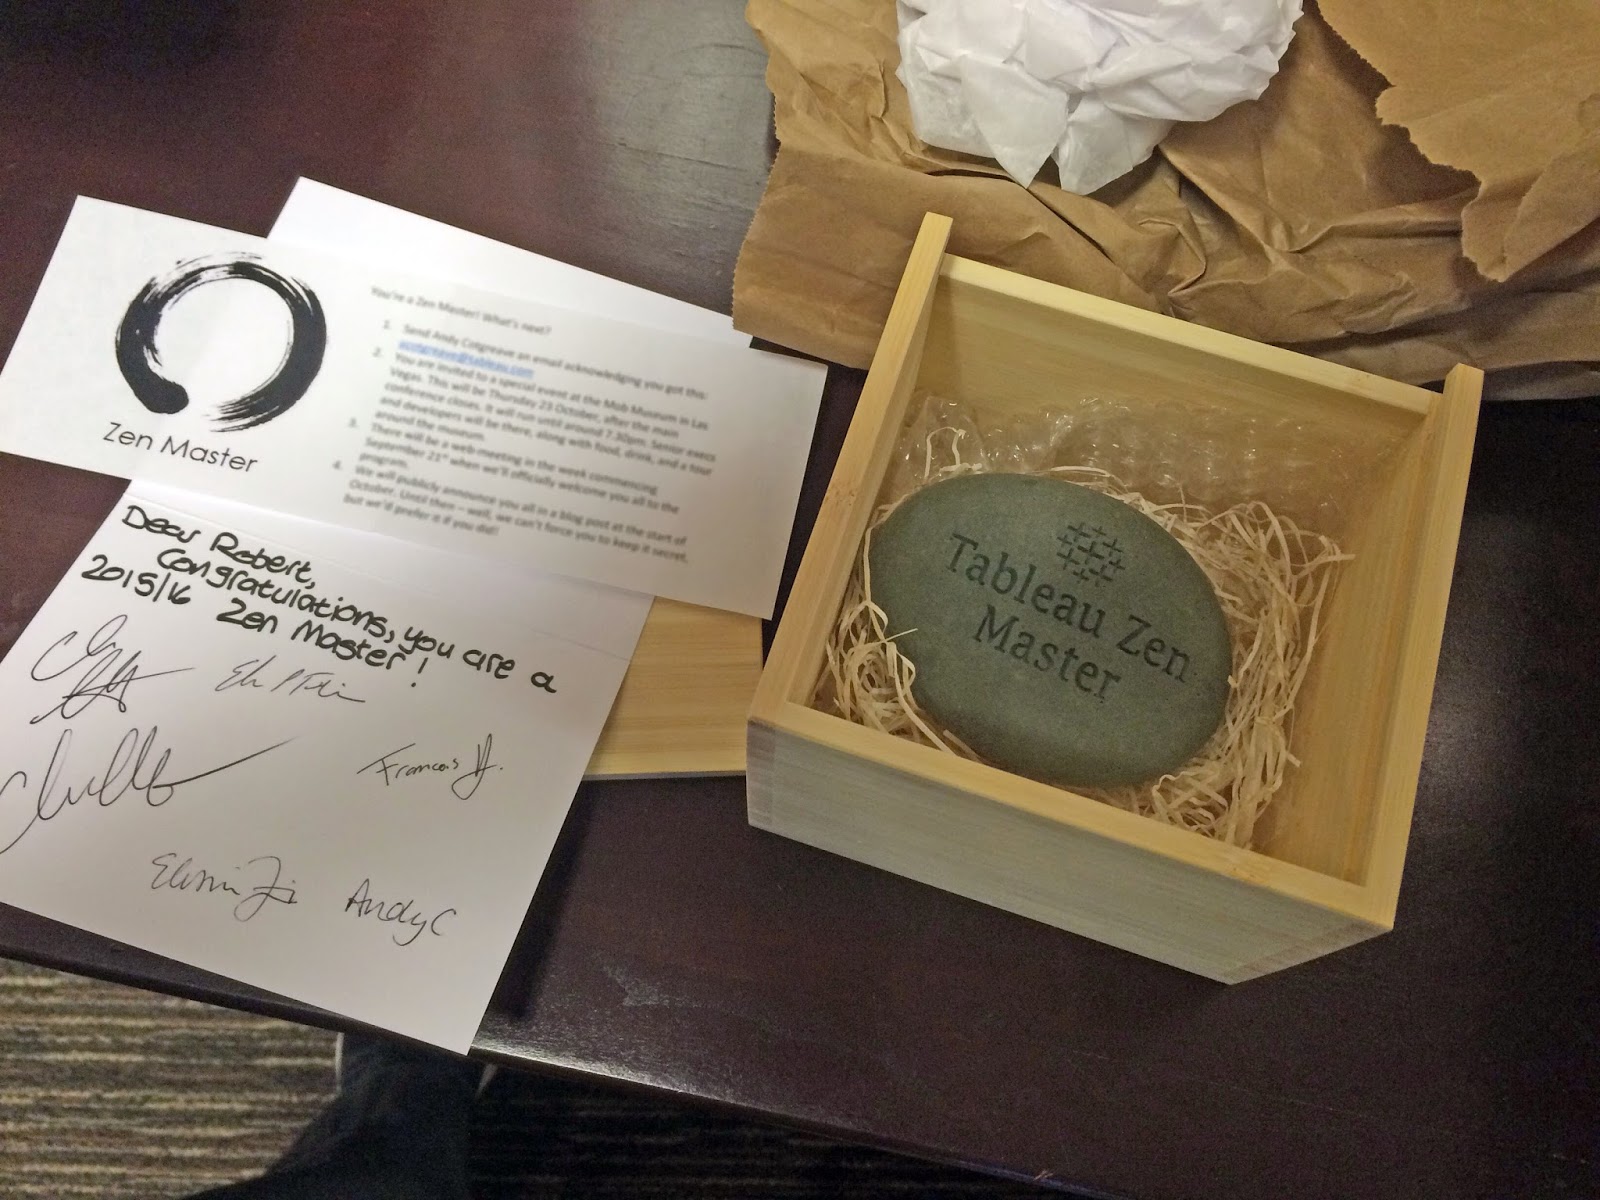 Zen Master
You're a Zen Master! What's next?
1. Send Andy Cotgreave an email acknowledging you got this:
acotgreave@tableau.com
2. You are invited to a special event at the Mob Museum in Las
Vegas. This will be Thursday 23 October, after the main
conference closes. It will run until around 7.30pm. Senior execs
and developers will be there, along with food, drink, and a tour
around the museum.
3. There will be a web meeting in the week commencing
September 21st when we'll officially welcome you all to the
program.
4. We will publicly announce you all in a blog post at the start of
October. Until then – well, we can't force you to keep it secret,
but we'd prefer it if you did!
Dear Robert,
Congratulations, you are a
2015/16 Zen Master!
Francois
Andy C
Tableau Zen
Master